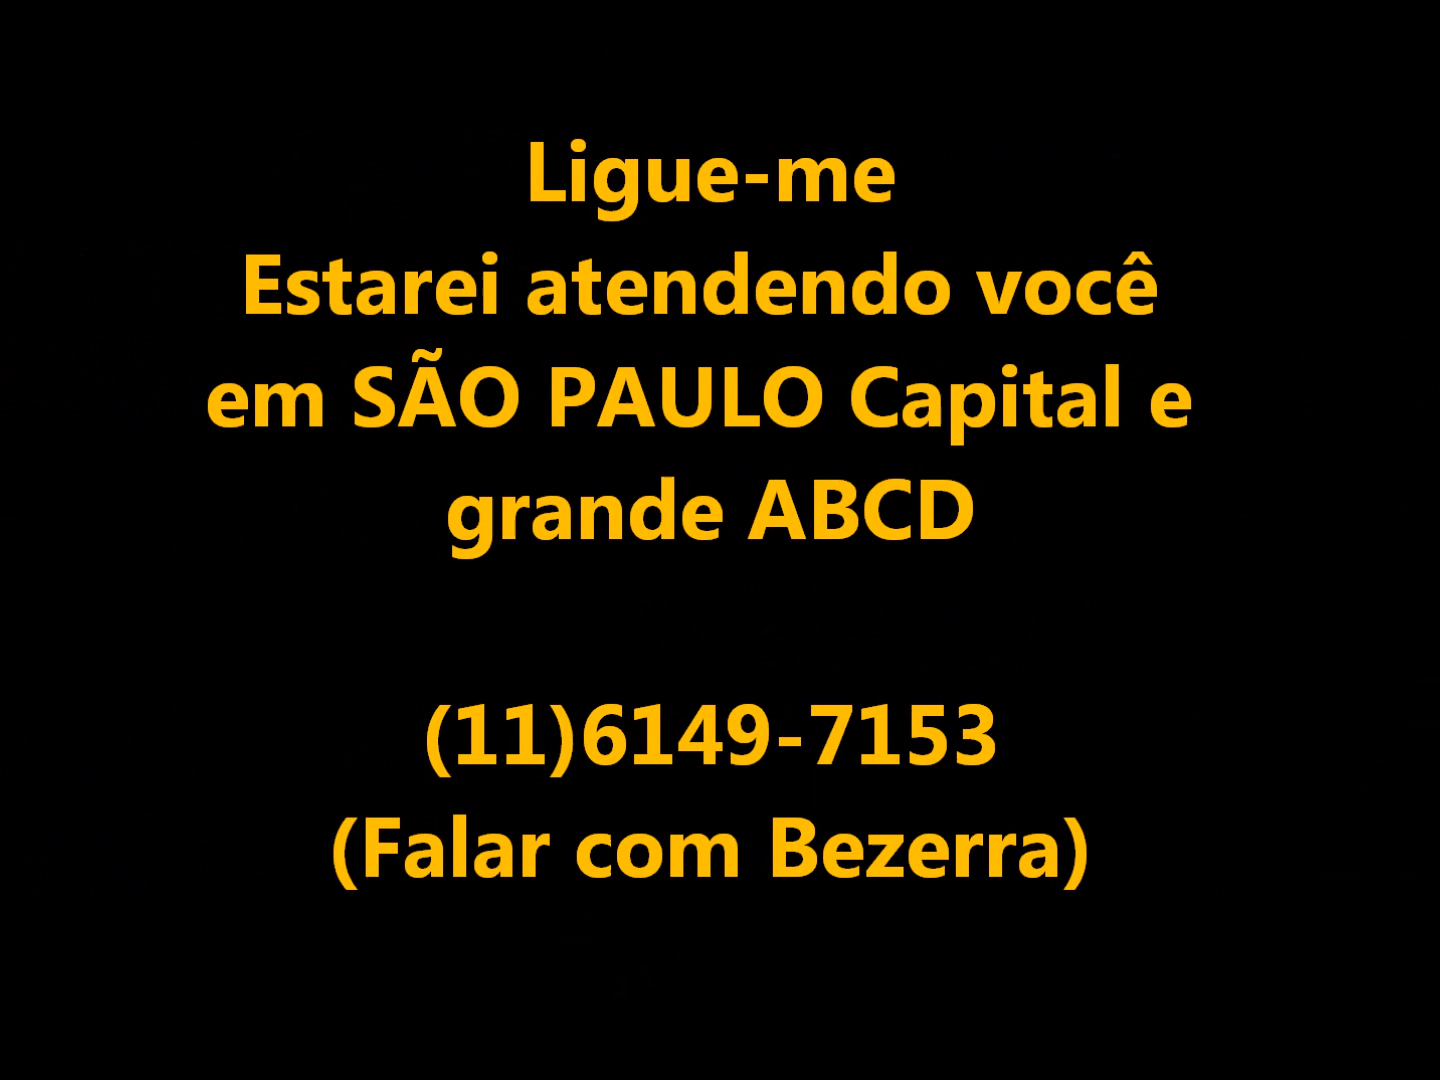 Ligue-me
Estarei atendendo você
em SÃO PAULO Capital e
grande ABCD
(11)6149-7153
(Falar com Bezerra)